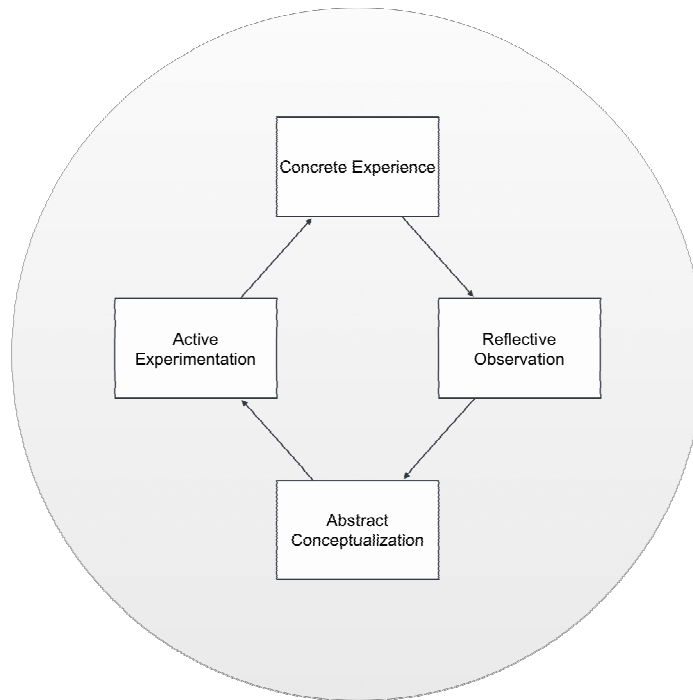 Concrete Experience
Active
Experimentation
Reflective
Observation
Abstract
Conceptualization